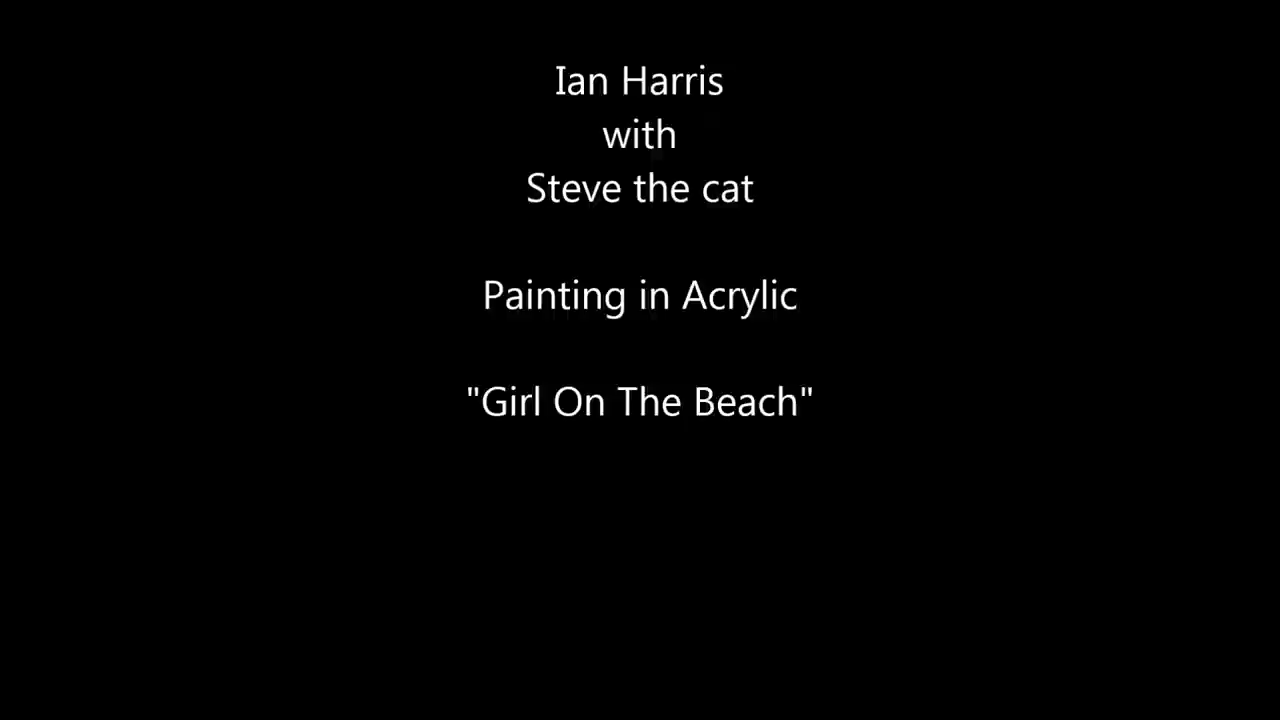 Ian Harris
with
Steve the cat
Painting in Acrylic
"Girl On The Beach"